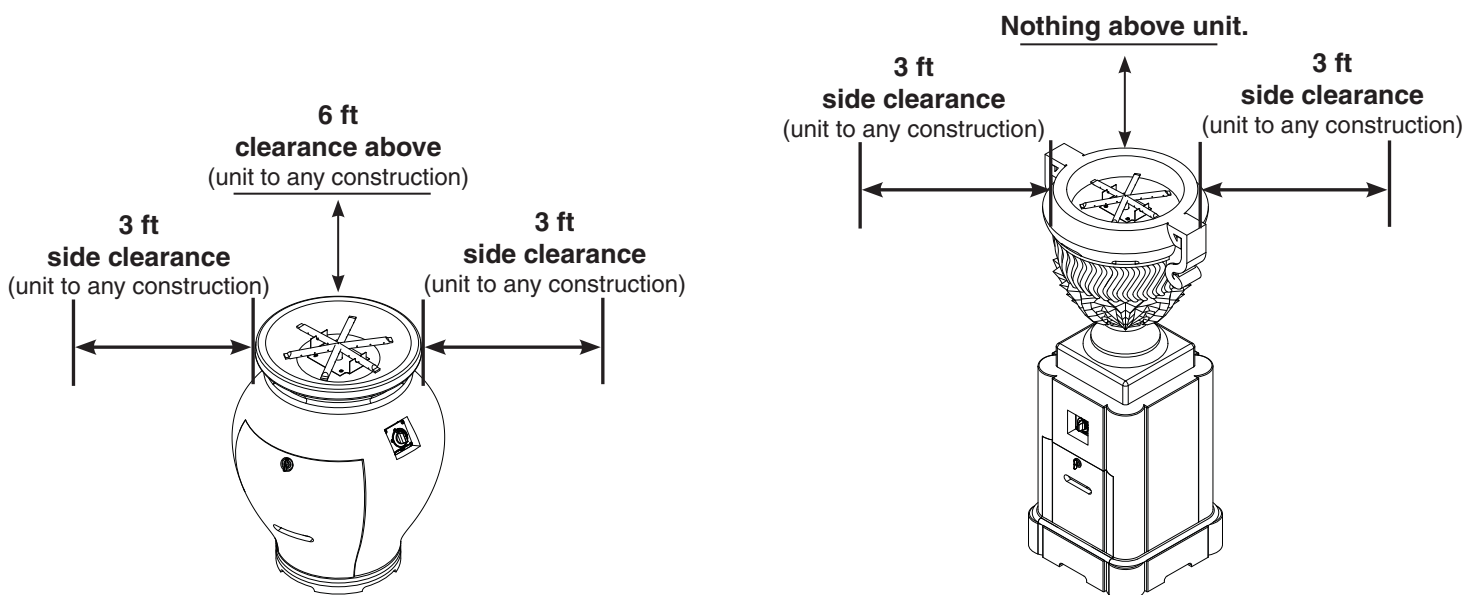 6 ft
clearance above
(unit to any construction)
3 ft
side clearance
(unit to any construction)
3 ft
side clearance
(unit to any construction)
Nothing above unit.
3 ft
side clearance
(unit to any construction)
3 ft
side clearance
(unit to any construction)